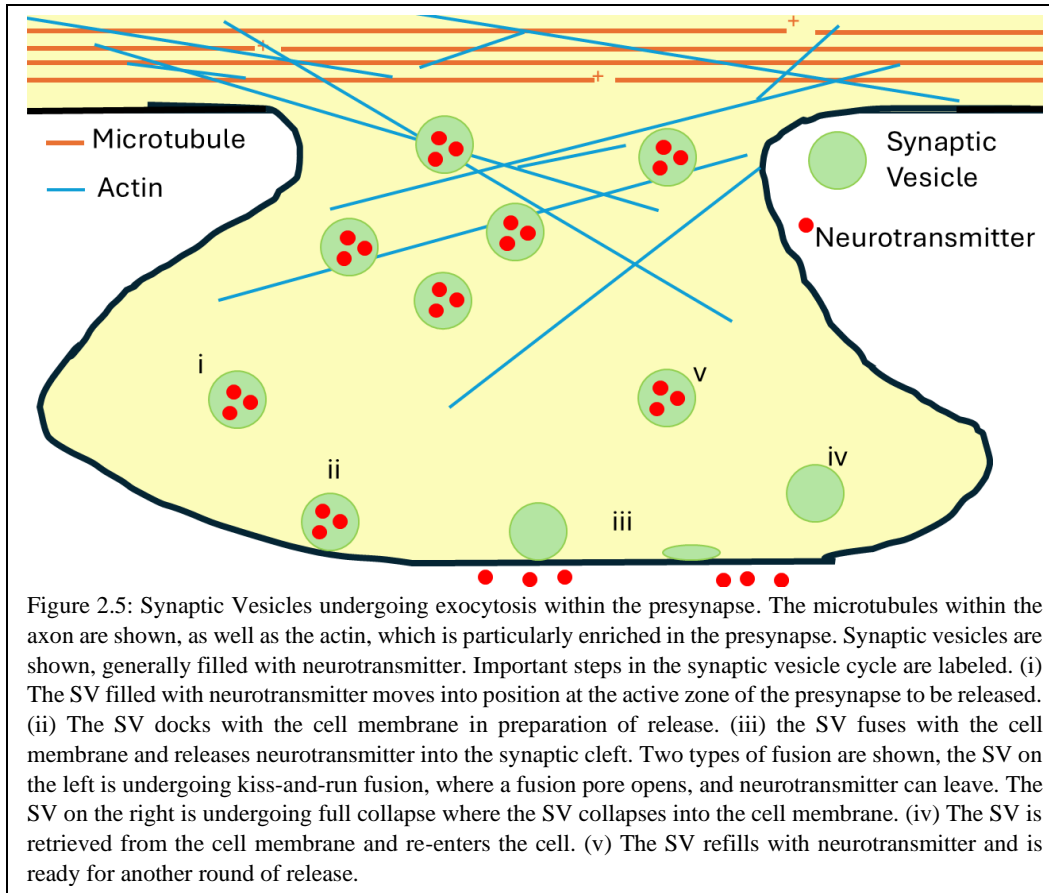 +
+
+
Microtubule
Actin
Synaptic
Vesicle
Neurotransmitter
i
v
ii
iv
iii
Figure 2.5: Synaptic Vesicles undergoing exocytosis within the presynapse. The microtubules within the
axon are shown, as well as the actin, which is particularly enriched in the presynapse. Synaptic vesicles are
shown, generally filled with neurotransmitter. Important steps in the synaptic vesicle cycle are labeled. (i)
The SV filled with neurotransmitter moves into position at the active zone of the presynapse to be released.
(ii) The SV docks with the cell membrane in preparation of release. (iii) the SV fuses with the cell
membrane and releases neurotransmitter into the synaptic cleft. Two types of fusion are shown, the SV on
the left is undergoing kiss-and-run fusion, where a fusion pore opens, and neurotransmitter can leave. The
SV on the right is undergoing full collapse where the SV collapses into the cell membrane. (iv) The SV is
retrieved from the cell membrane and re-enters the cell. (v) The SV refills with neurotransmitter and is
ready for another round of release.